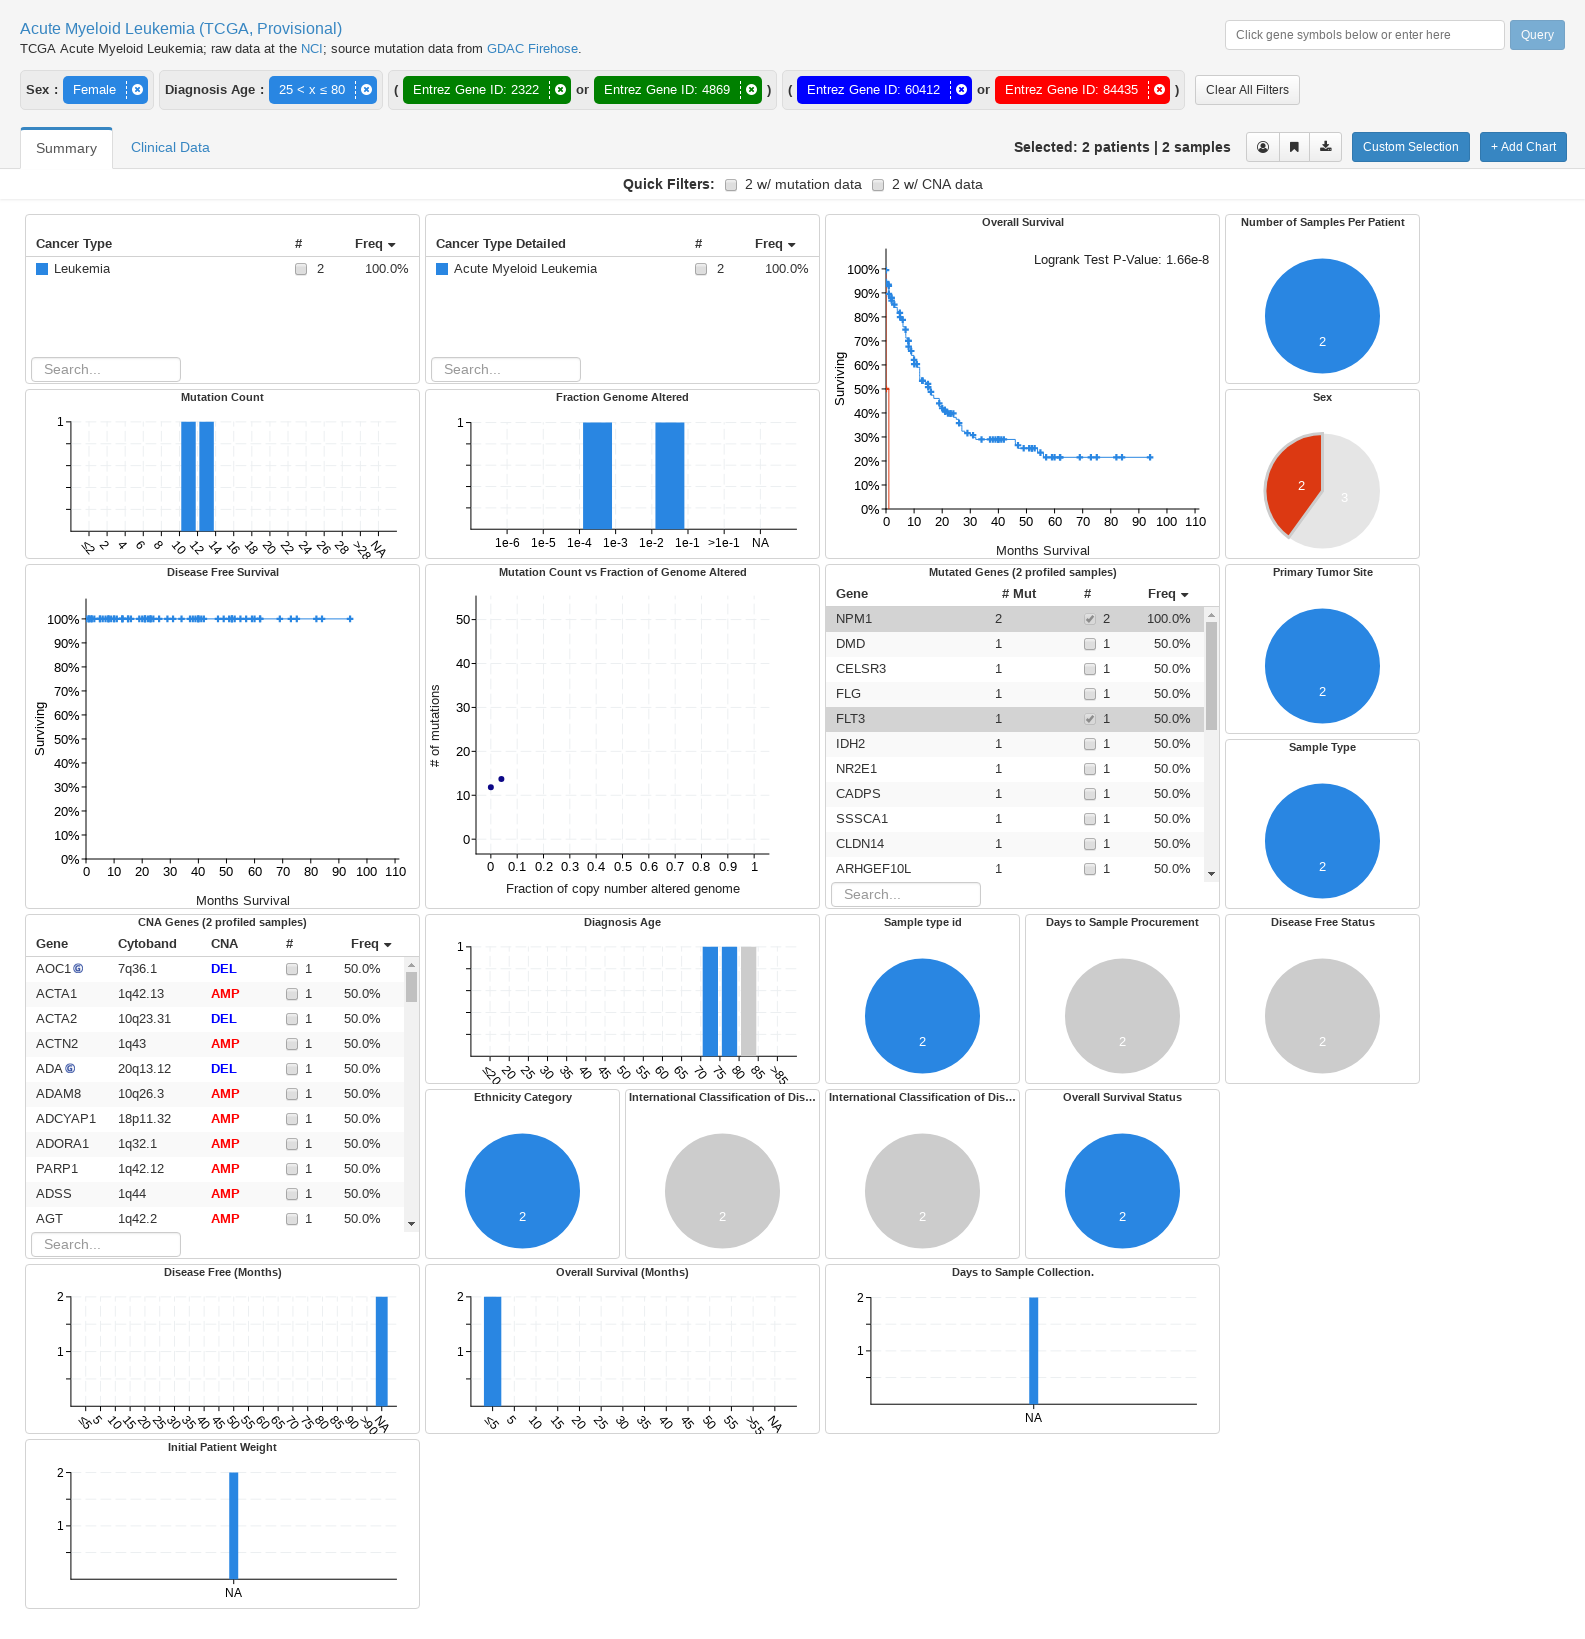 Acute Myeloid Leukemia (TCGA, Provisional)
TCGA Acute Myeloid Leukemia; raw data at the NCI; source mutation data from GDAC Firehose.
Click gene symbols below or enter here
Query
Sex : Female
Diagnosis Age : 25 < x ≤ 80
( Entrez Gene ID: 2322 or Entrez Gene ID: 4869 )
( Entrez Gene ID: 60412 or Entrez Gene ID: 84435 )
Clear All Filters
Summary
Clinical Data
Selected: 2 patients | 2 samples
Custom Selection
+ Add Chart
Quick Filters: 2 w/ mutation data 2 w/ CNA data
Cancer Type # Freq
Leukemia 2 100.0%
Search...
Cancer Type Detailed # Freq
Acute Myeloid Leukemia 2 100.0%
Search...
Overall Survival
Logrank Test P-Value: 1.66e-8
100%
90%
80%
70%
60%
50%
40%
30%
20%
10%
0%
Surviving
0 10 20 30 40 50 60 70 80 90 100 110
Months Survival
Number of Samples Per Patient
2
Mutation Count
1
≤2 2 4 6 8 10 12 14 16 18 20 22 24 26 28 >28 NA
Fraction Genome Altered
1
1e-6 1e-5 1e-4 1e-3 1e-2 1e-1 >1e-1 NA
Sex
2
3
Disease Free Survival
100%
90%
80%
70%
60%
50%
40%
30%
20%
10%
0%
Surviving
0 10 20 30 40 50 60 70 80 90 100 110
Months Survival
Mutation Count vs Fraction of Genome Altered
50
40
30
20
10
0
# of mutations
0 0.1 0.2 0.3 0.4 0.5 0.6 0.7 0.8 0.9 1
Fraction of copy number altered genome
Mutated Genes (2 profiled samples)
Gene # Mut # Freq
NPM1 2 2 100.0%
DMD 1 1 50.0%
CELSR3 1 1 50.0%
FLG 1 1 50.0%
FLT3 1 1 50.0%
IDH2 1 1 50.0%
NR2E1 1 1 50.0%
CADPS 1 1 50.0%
SSSCA1 1 1 50.0%
CLDN14 1 1 50.0%
ARHGEF10L 1 1 50.0%
Search...
Primary Tumor Site
2
Sample Type
2
CNA Genes (2 profiled samples)
Gene Cytoband CNA # Freq
AOC1 G 7q36.1 DEL 1 50.0%
ACTA1 1q42.13 AMP 1 50.0%
ACTA2 10q23.31 DEL 1 50.0%
ACTN2 1q43 AMP 1 50.0%
ADA G 20q13.12 DEL 1 50.0%
ADAM8 10q26.3 AMP 1 50.0%
ADCYAP1 18p11.32 AMP 1 50.0%
ADORA1 1q32.1 AMP 1 50.0%
PARP1 1q42.12 AMP 1 50.0%
ADSS 1q44 AMP 1 50.0%
AGT 1q42.2 AMP 1 50.0%
Search...
Diagnosis Age
1
≤20 20 25 30 35 40 45 50 55 60 65 70 75 80 85 >85
Sample type id
2
Days to Sample Procurement
2
Disease Free Status
2
Ethnicity Category
2
International Classification of Dis...
2
International Classification of Dis...
2
Overall Survival Status
2
Disease Free (Months)
2
1
≤5 5 10 15 20 25 30 35 40 45 50 55 60 65 70 75 80 85 90 >90 NA
Overall Survival (Months)
2
1
≤5 5 10 15 20 25 30 35 40 45 50 55 >55 NA
Days to Sample Collection.
2
1
NA
Initial Patient Weight
2
1
NA